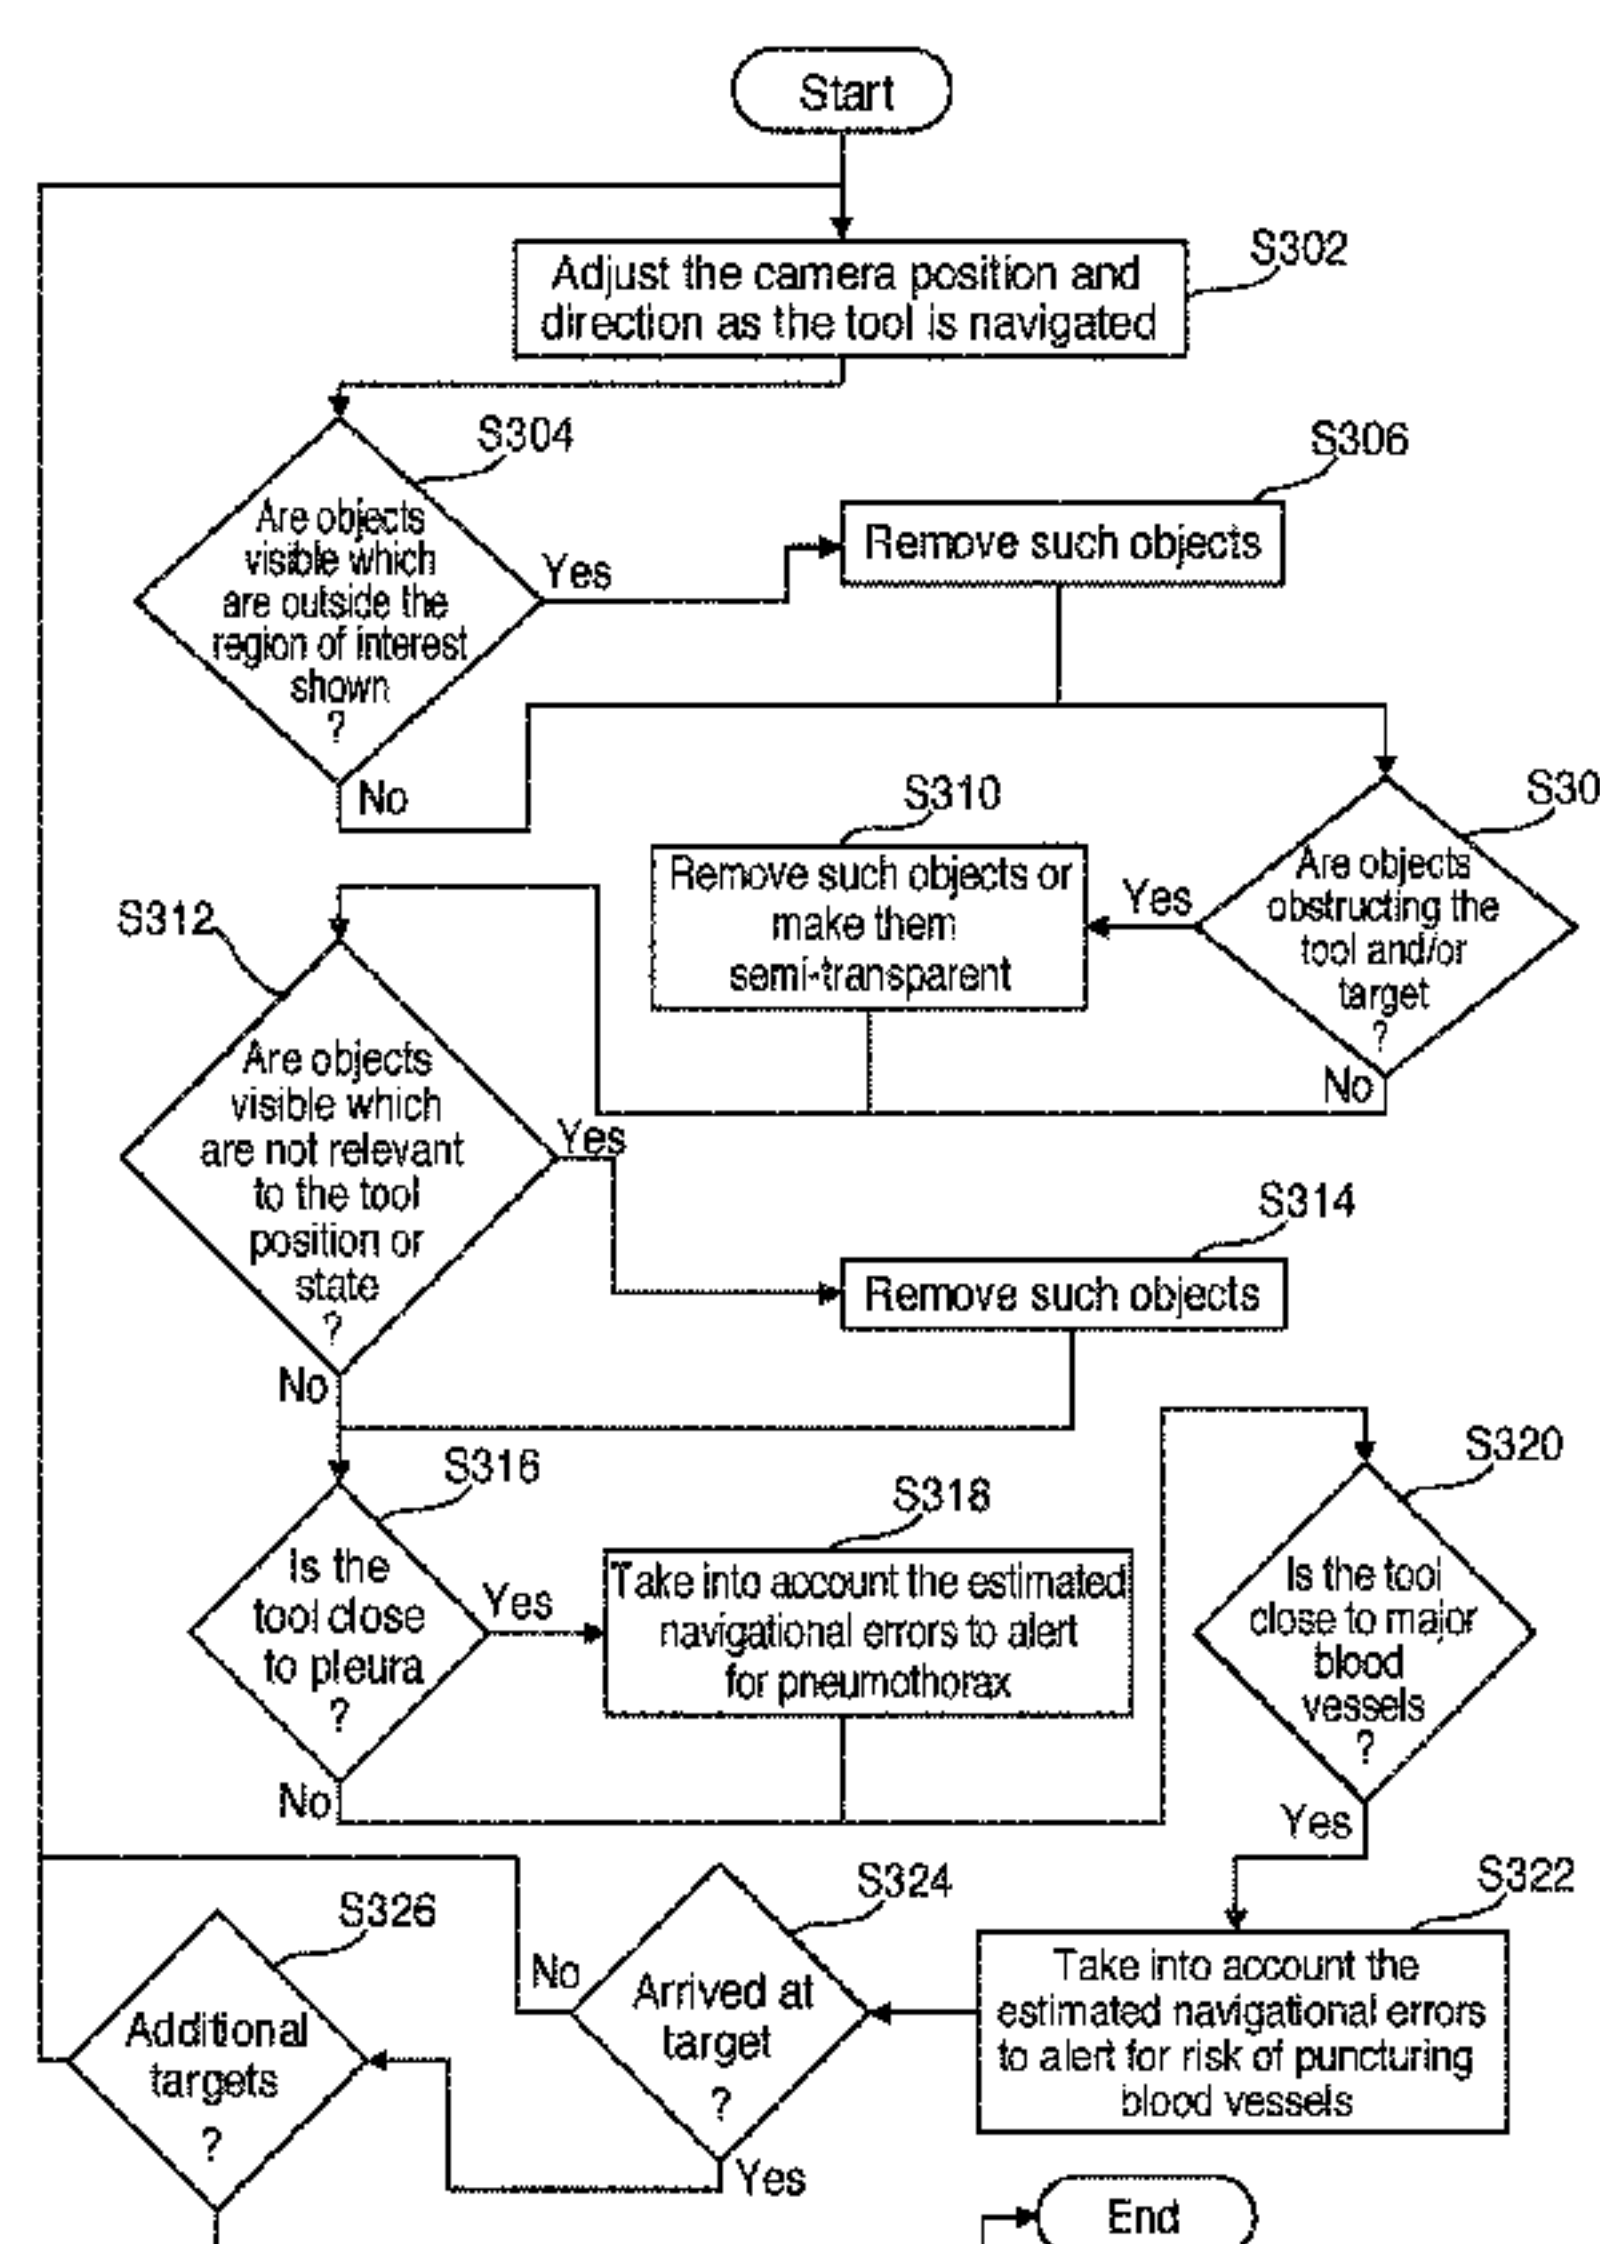 Start
S302
Adjust the camera position and
direction as the tool is navigated
S304
Are objects
visible which
are outside the
region of interest
shown
?
Yes
No
S306
Remove such objects
S30
Are objects
obstructing the
tool and/or
target
?
Yes
No
S310
Remove such objects or
make them
semi-transparent
S312
Are objects
visible which
are not relevant
to the tool
position or
state
?
Yes
No
S314
Remove such objects
S316
Is the
tool close
to pleura
?
Yes
No
S318
Take into account the estimated
navigational errors to alert
for pneumothorax
S320
Is the tool
close to major
blood
vessels
?
Yes
S322
Take into account the
estimated navigational errors
to alert for risk of puncturing
blood vessels
S324
Arrived at
target
?
No
Yes
S326
Additional
targets
?
End